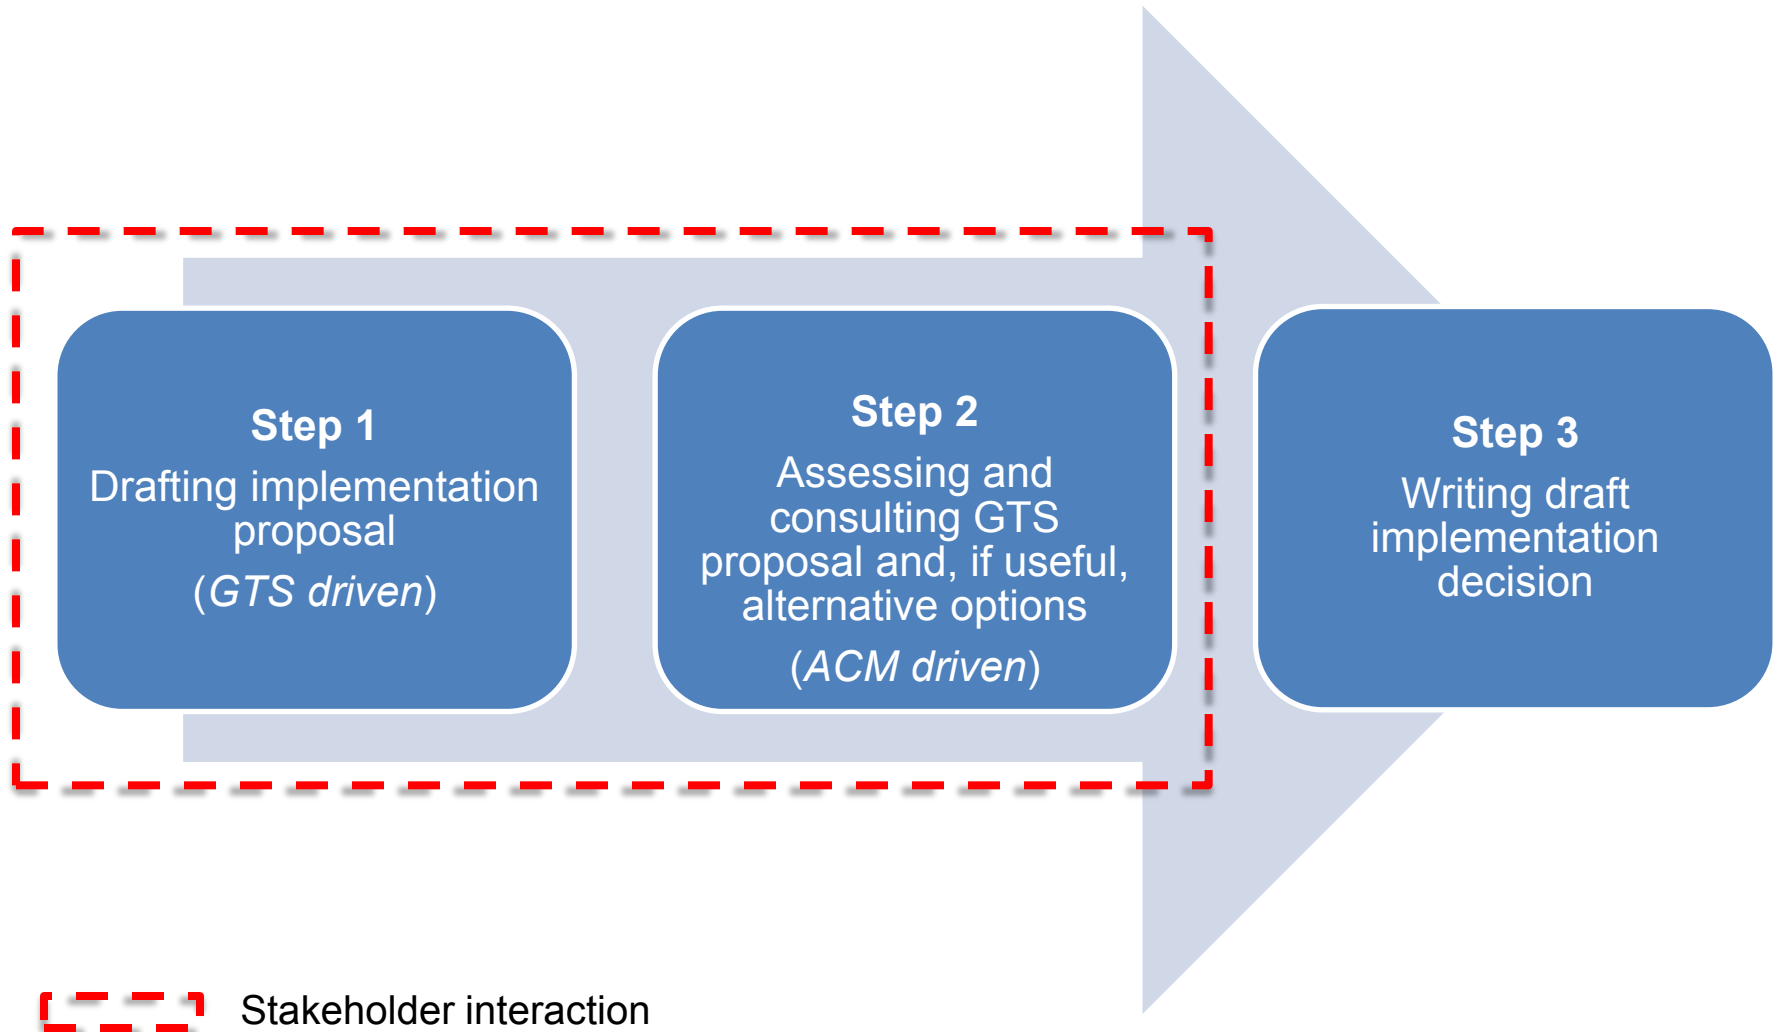 Step 1
Drafting implementation
proposal
(GTS driven)
Step 2
Assessing and
consulting GTS
proposal and, if useful,
alternative options
(ACM driven)
Step 3
Writing draft
implementation
decision
Stakeholder interaction